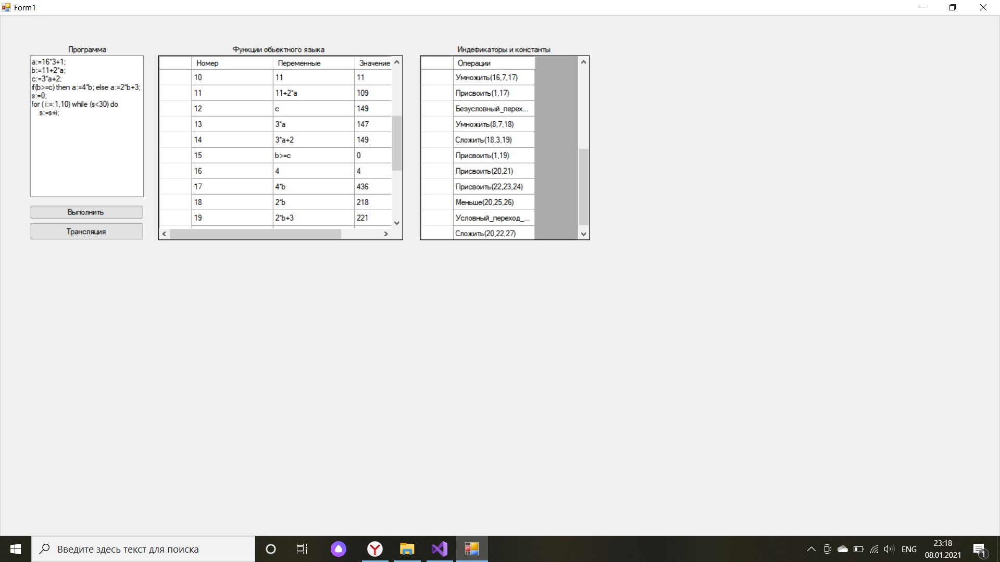 Form1
Программа
a:=16*3+1;
b:=11+2*a;
c:=3*a+2;
if(b>=c) then a:=4*b; else a:=2*b+3;
s:=0;
for ( i:=:1,10) while (s<30) do
s:=s+i;
Выполнить
Трансляция
Функции обьектного языка
Номер Переменные Значение
10 11 11
11 11+2*a 109
12 c 149
13 3*a 147
14 3*a+2 149
15 b>=c 0
16 4 4
17 4*b 436
18 2*b 218
19 2*b+3 221
Индефикаторы и константы
Операции
Умножить(16,7,17)
Присвоить(1,17)
Безусловный_перех...
Умножить(8,7,18)
Сложить(18,3,19)
Присвоить(1,19)
Присвоить(20,21)
Присвоить(22,23,24)
Меньше(20,25,26)
Условный_переход_...
Сложить(20,22,27)
Введите здесь текст для поиска
ENG
23:18
08.01.2021
1